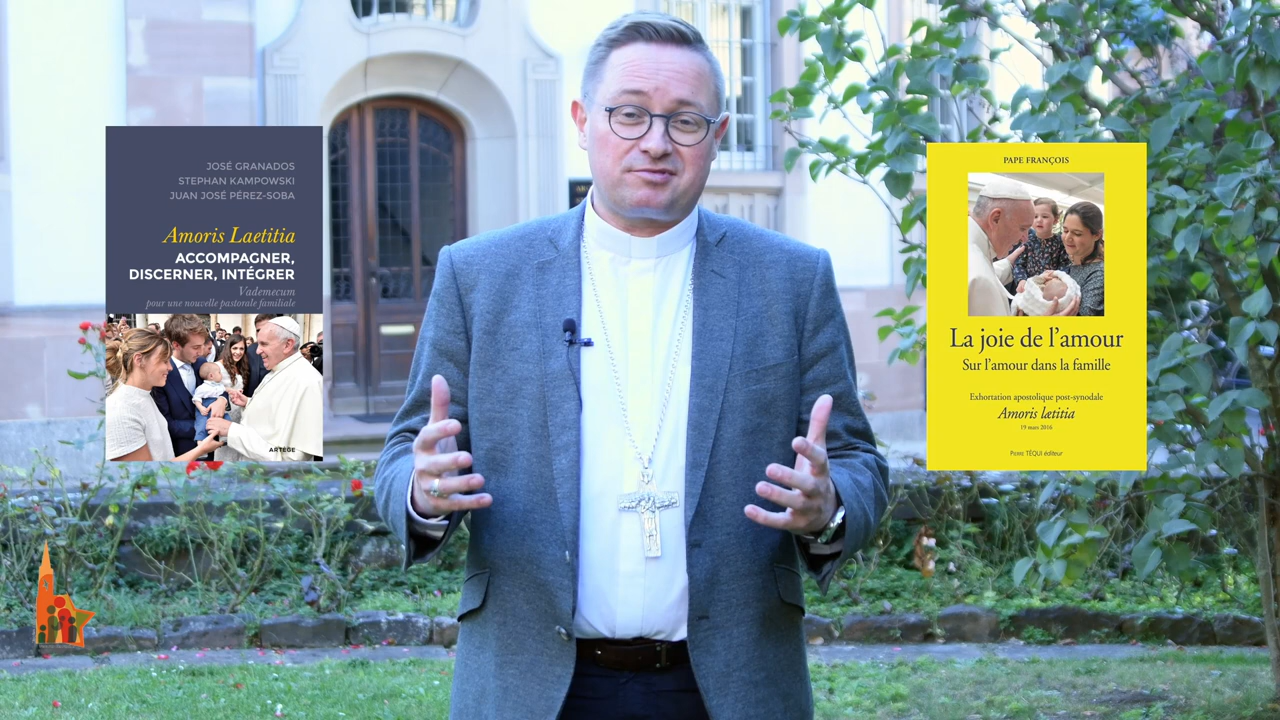 JOSÉ GRANADOS
STEPHAN KAMPOWSKI
JUAN JOSÉ PÉREZ-SOBA
Amoris Laetitia
ACCOMPAGNER,
DISCERNER, INTÉGRER
Vademecum
pour une nouvelle pastorale familiale
ARTÈGE
PAPE FRANÇOIS
La joie de l'amour
Sur l'amour dans la famille
Exhortation apostolique post-synodale
Amoris lætitia
19 mars 2016
Pierre TÉQUI éditeur